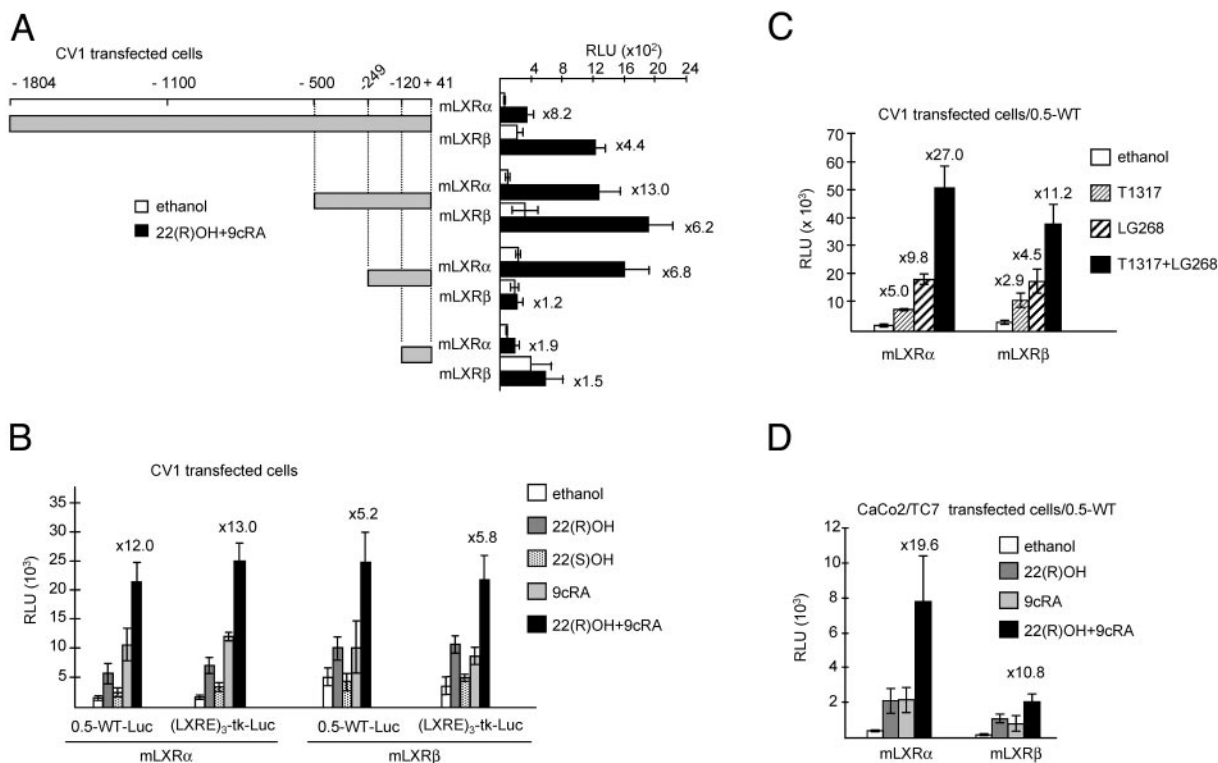 A
CV1 transfected cells
RLU (x10²)
- 1804
- 1100
- 500
-249
-120
+ 41
4
8
12
16
20
24
mLXRα
x8.2
mLXRβ
x4.4
mLXRα
x13.0
mLXRβ
x6.2
mLXRα
x6.8
mLXRβ
x1.2
mLXRα
x1.9
mLXRβ
x1.5
ethanol
22(R)OH+9cRA
C
CV1 transfected cells/0.5-WT
RLU (x 10³)
70
60
50
40
30
20
10
x5.0
x9.8
x27.0
x2.9
x4.5
x11.2
mLXRα
mLXRβ
ethanol
T1317
LG268
T1317+LG268
B
CV1 transfected cells
RLU (10³)
35
30
25
20
15
10
5
x12.0
x13.0
x5.2
x5.8
0.5-WT-Luc
(LXRE)₃-tk-Luc
0.5-WT-Luc
(LXRE)₃-tk-Luc
mLXRα
mLXRβ
ethanol
22(R)OH
22(S)OH
9cRA
22(R)OH+9cRA
D
CaCo2/TC7 transfected cells/0.5-WT
RLU (10³)
12
10
8
6
4
2
x19.6
x10.8
mLXRα
mLXRβ
ethanol
22(R)OH
9cRA
22(R)OH+9cRA